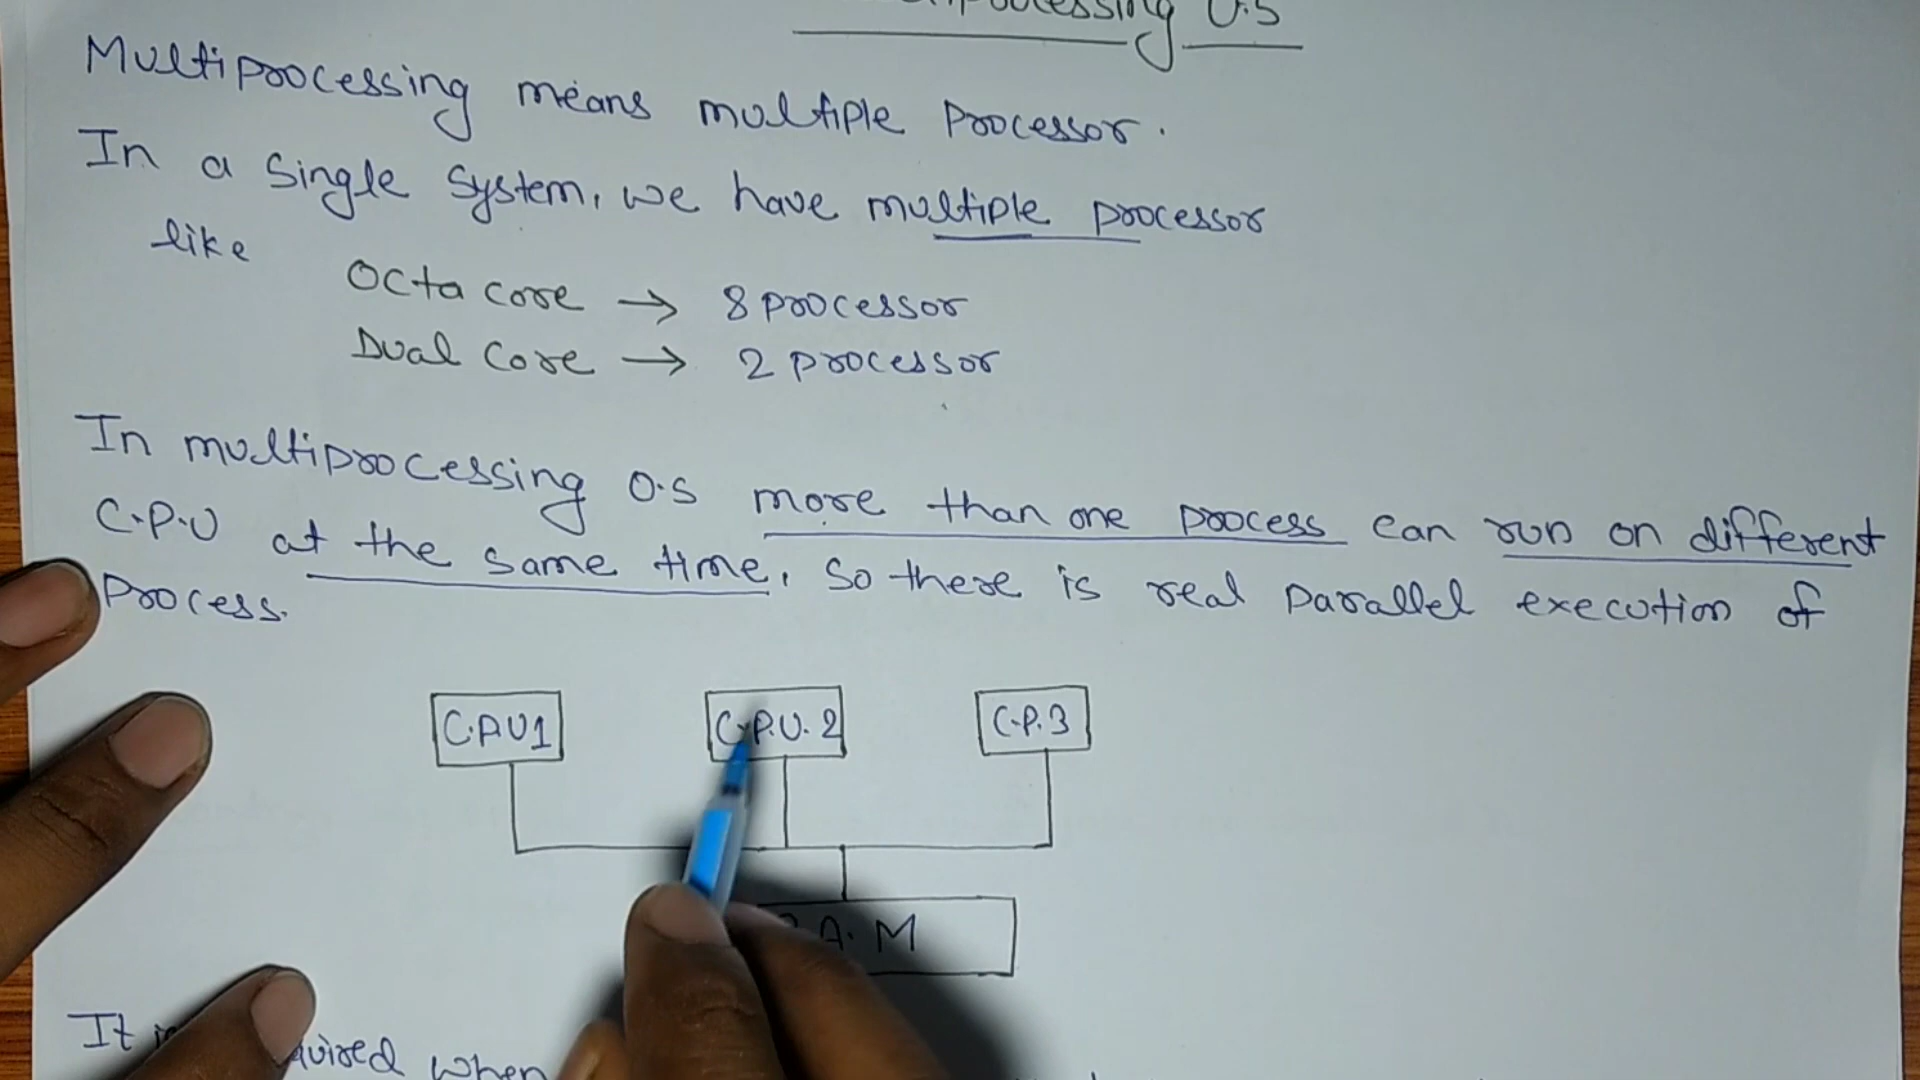 O.S
Multiprocessing means multiple processor.
In a single system, we have multiple processor
like
Octa core → 8 processor
Dual core → 2 processor
In multiprocessing O.S more than one process can run on different
C.P.U at the same time, so there is real parallel execution of
process.
C.P.U 1 C.P.U. 2 C.P. 3
A. M
It when